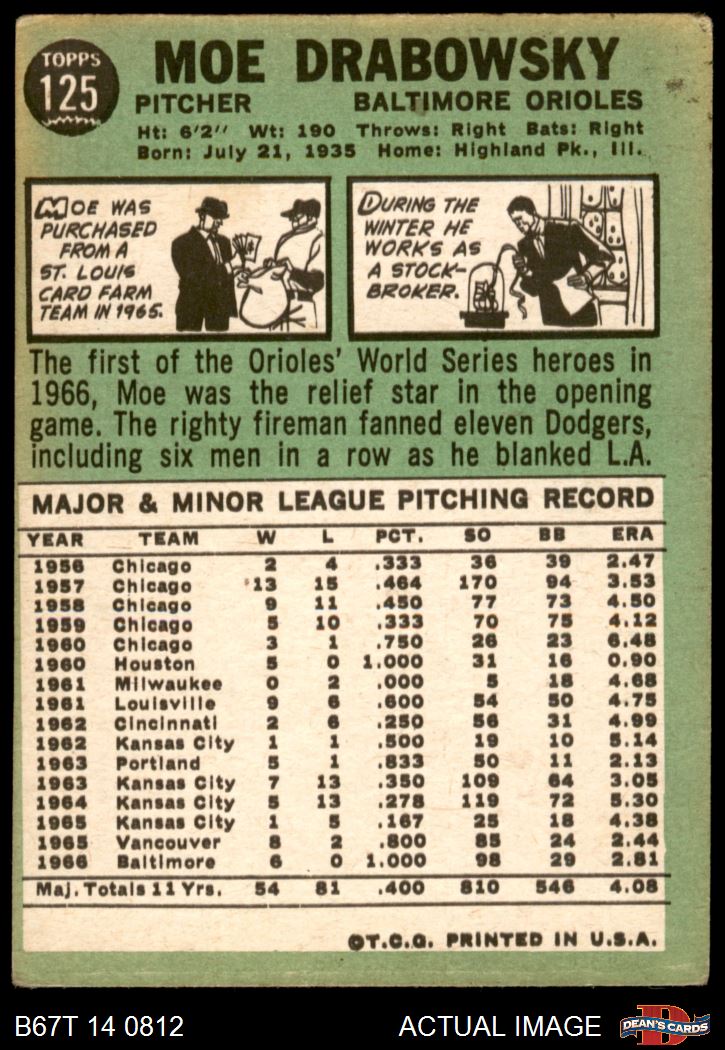 TOPPS
125
MOE DRABOWSKY
PITCHER BALTIMORE ORIOLES
Ht: 6'2" Wt: 190 Throws: Right Bats: Right
Born: July 21, 1935 Home: Highland Pk., Ill.
MOE WAS
PURCHASED
FROM A
ST. LOUIS
CARD FARM
TEAM IN 1965.
DURING THE
WINTER HE
WORKS AS
A STOCK-
BROKER.
The first of the Orioles' World Series heroes in
1966, Moe was the relief star in the opening
game. The righty fireman fanned eleven Dodgers,
including six men in a row as he blanked L.A.
MAJOR & MINOR LEAGUE PITCHING RECORD
YEAR TEAM W L PCT. SO BB ERA
1956 Chicago 2 4 .333 36 39 2.47
1957 Chicago 13 15 .464 170 94 3.53
1958 Chicago 9 11 .450 77 73 4.50
1959 Chicago 5 10 .333 70 75 4.12
1960 Chicago 3 1 .750 26 23 6.48
1960 Houston 5 0 1.000 31 16 0.90
1961 Milwaukee 0 2 .000 5 18 4.68
1961 Louisville 9 6 .600 54 50 4.75
1962 Cincinnati 2 6 .250 56 31 4.99
1962 Kansas City 1 1 .500 19 10 5.14
1963 Portland 5 1 .833 50 11 2.13
1963 Kansas City 7 13 .350 109 64 3.05
1964 Kansas City 5 13 .278 119 72 5.30
1965 Kansas City 1 5 .167 25 18 4.38
1965 Vancouver 8 2 .800 85 24 2.44
1966 Baltimore 6 0 1.000 98 29 2.81
Maj. Totals 11 Yrs. 54 81 .400 810 546 4.08
©T.C.G. PRINTED IN U.S.A.
B67T 14 0812 ACTUAL IMAGE
D
DEAN'S CARDS